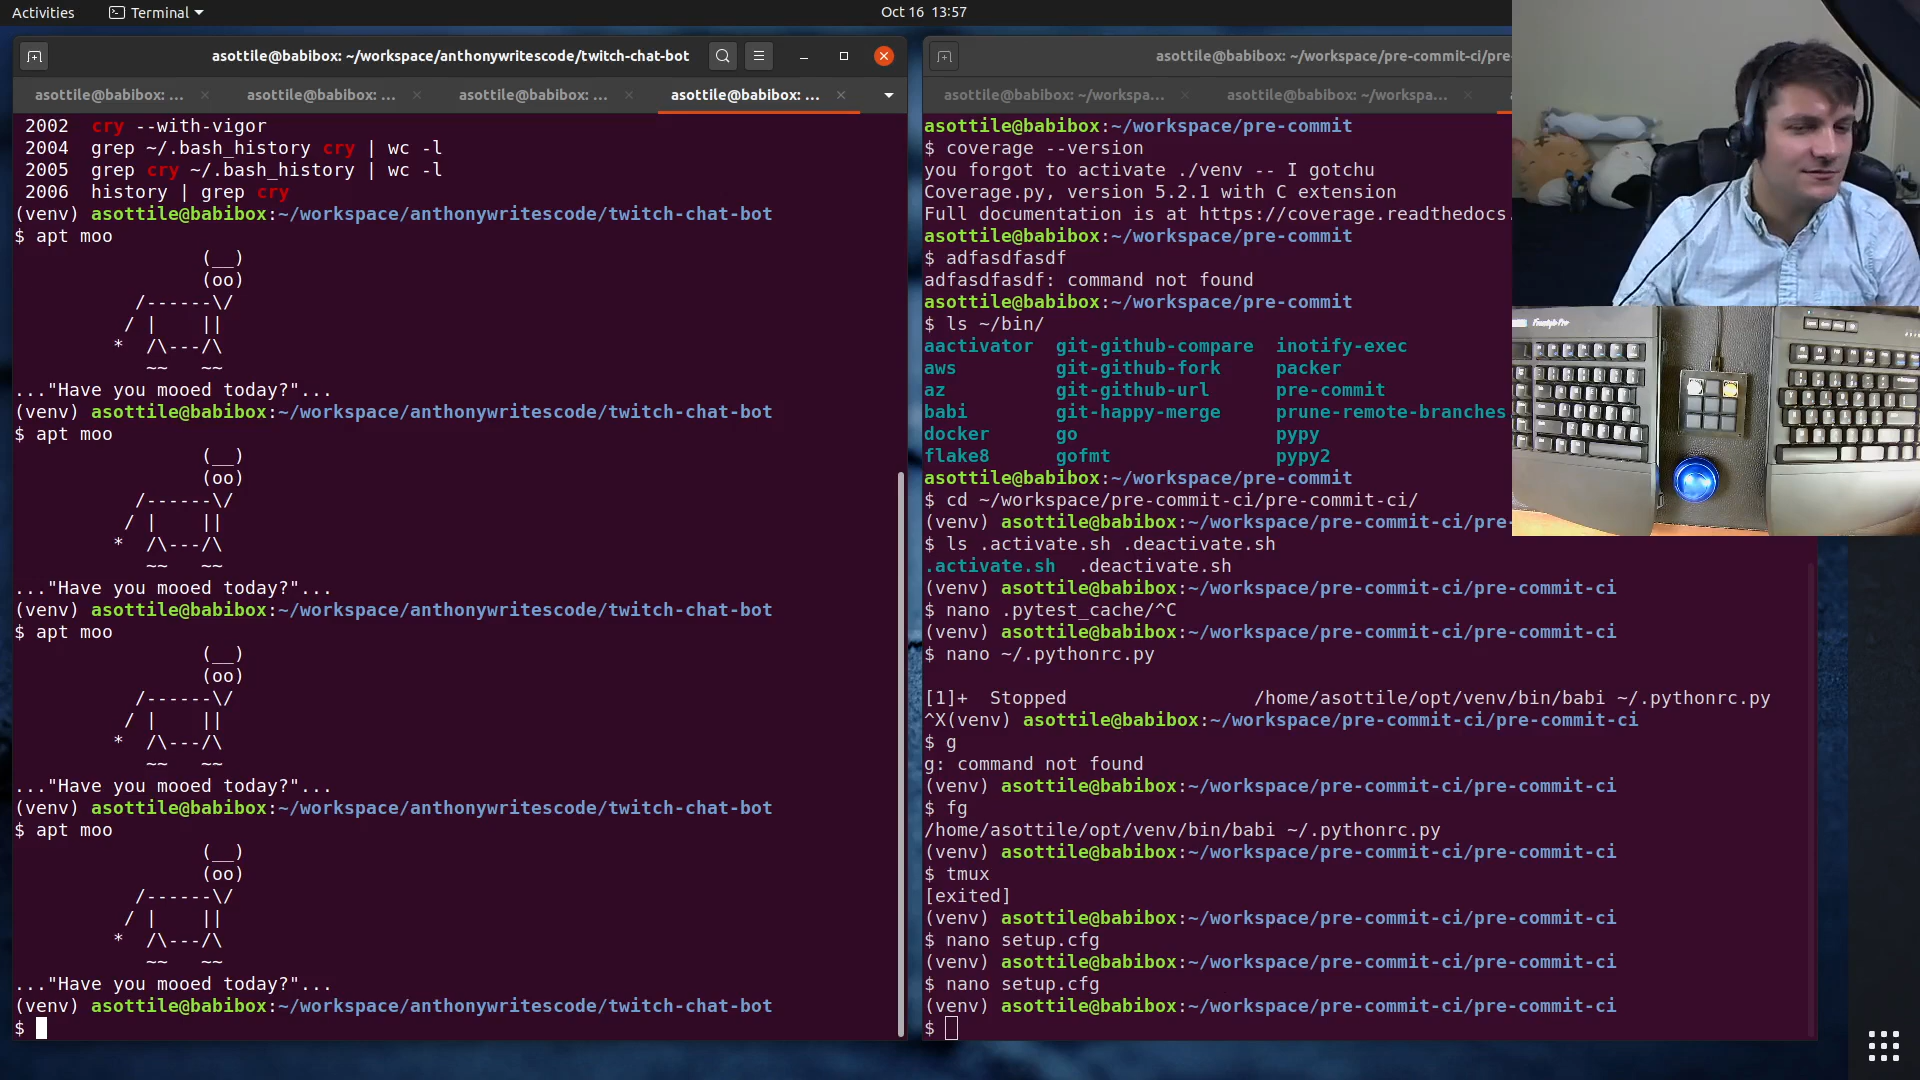 Activities
Terminal
Oct 16 13:57
asottile@babibox: ~/workspace/anthonywritescode/twitch-chat-bot
asottile@babibox: ...
asottile@babibox: ...
asottile@babibox: ...
asottile@babibox: ...
2002 cry --with-vigor
2004 grep ~/.bash_history cry | wc -l
2005 grep cry ~/.bash_history | wc -l
2006 history | grep cry
(venv) asottile@babibox:~/workspace/anthonywritescode/twitch-chat-bot
$ apt moo
(__)
(oo)
/------\/
/ |    ||
*  /\---/\
~~   ~~
..."Have you mooed today?"...
(venv) asottile@babibox:~/workspace/anthonywritescode/twitch-chat-bot
$ apt moo
(__)
(oo)
/------\/
/ |    ||
*  /\---/\
~~   ~~
..."Have you mooed today?"...
(venv) asottile@babibox:~/workspace/anthonywritescode/twitch-chat-bot
$ apt moo
(__)
(oo)
/------\/
/ |    ||
*  /\---/\
~~   ~~
..."Have you mooed today?"...
(venv) asottile@babibox:~/workspace/anthonywritescode/twitch-chat-bot
$ apt moo
(__)
(oo)
/------\/
/ |    ||
*  /\---/\
~~   ~~
..."Have you mooed today?"...
(venv) asottile@babibox:~/workspace/anthonywritescode/twitch-chat-bot
$
asottile@babibox: ~/workspace/pre-commit-ci/pre
asottile@babibox: ~/workspa...
asottile@babibox: ~/workspa...
asottile@babibox:~/workspace/pre-commit
$ coverage --version
you forgot to activate ./venv -- I gotchu
Coverage.py, version 5.2.1 with C extension
Full documentation is at https://coverage.readthedocs.
asottile@babibox:~/workspace/pre-commit
$ adfasdfasdf
adfasdfasdf: command not found
asottile@babibox:~/workspace/pre-commit
$ ls ~/bin/
aactivator git-github-compare inotify-exec
aws git-github-fork packer
az git-github-url pre-commit
babi git-happy-merge prune-remote-branches
docker go pypy
flake8 gofmt pypy2
asottile@babibox:~/workspace/pre-commit
$ cd ~/workspace/pre-commit-ci/pre-commit-ci/
(venv) asottile@babibox:~/workspace/pre-commit-ci/pre-
$ ls .activate.sh .deactivate.sh
.activate.sh .deactivate.sh
(venv) asottile@babibox:~/workspace/pre-commit-ci/pre-commit-ci
$ nano .pytest_cache/^C
(venv) asottile@babibox:~/workspace/pre-commit-ci/pre-commit-ci
$ nano ~/.pythonrc.py
[1]+ Stopped /home/asottile/opt/venv/bin/babi ~/.pythonrc.py
^X(venv) asottile@babibox:~/workspace/pre-commit-ci/pre-commit-ci
$ g
g: command not found
(venv) asottile@babibox:~/workspace/pre-commit-ci/pre-commit-ci
$ fg
/home/asottile/opt/venv/bin/babi ~/.pythonrc.py
(venv) asottile@babibox:~/workspace/pre-commit-ci/pre-commit-ci
$ tmux
[exited]
(venv) asottile@babibox:~/workspace/pre-commit-ci/pre-commit-ci
$ nano setup.cfg
(venv) asottile@babibox:~/workspace/pre-commit-ci/pre-commit-ci
$ nano setup.cfg
(venv) asottile@babibox:~/workspace/pre-commit-ci/pre-commit-ci
$
Freestyle Pro